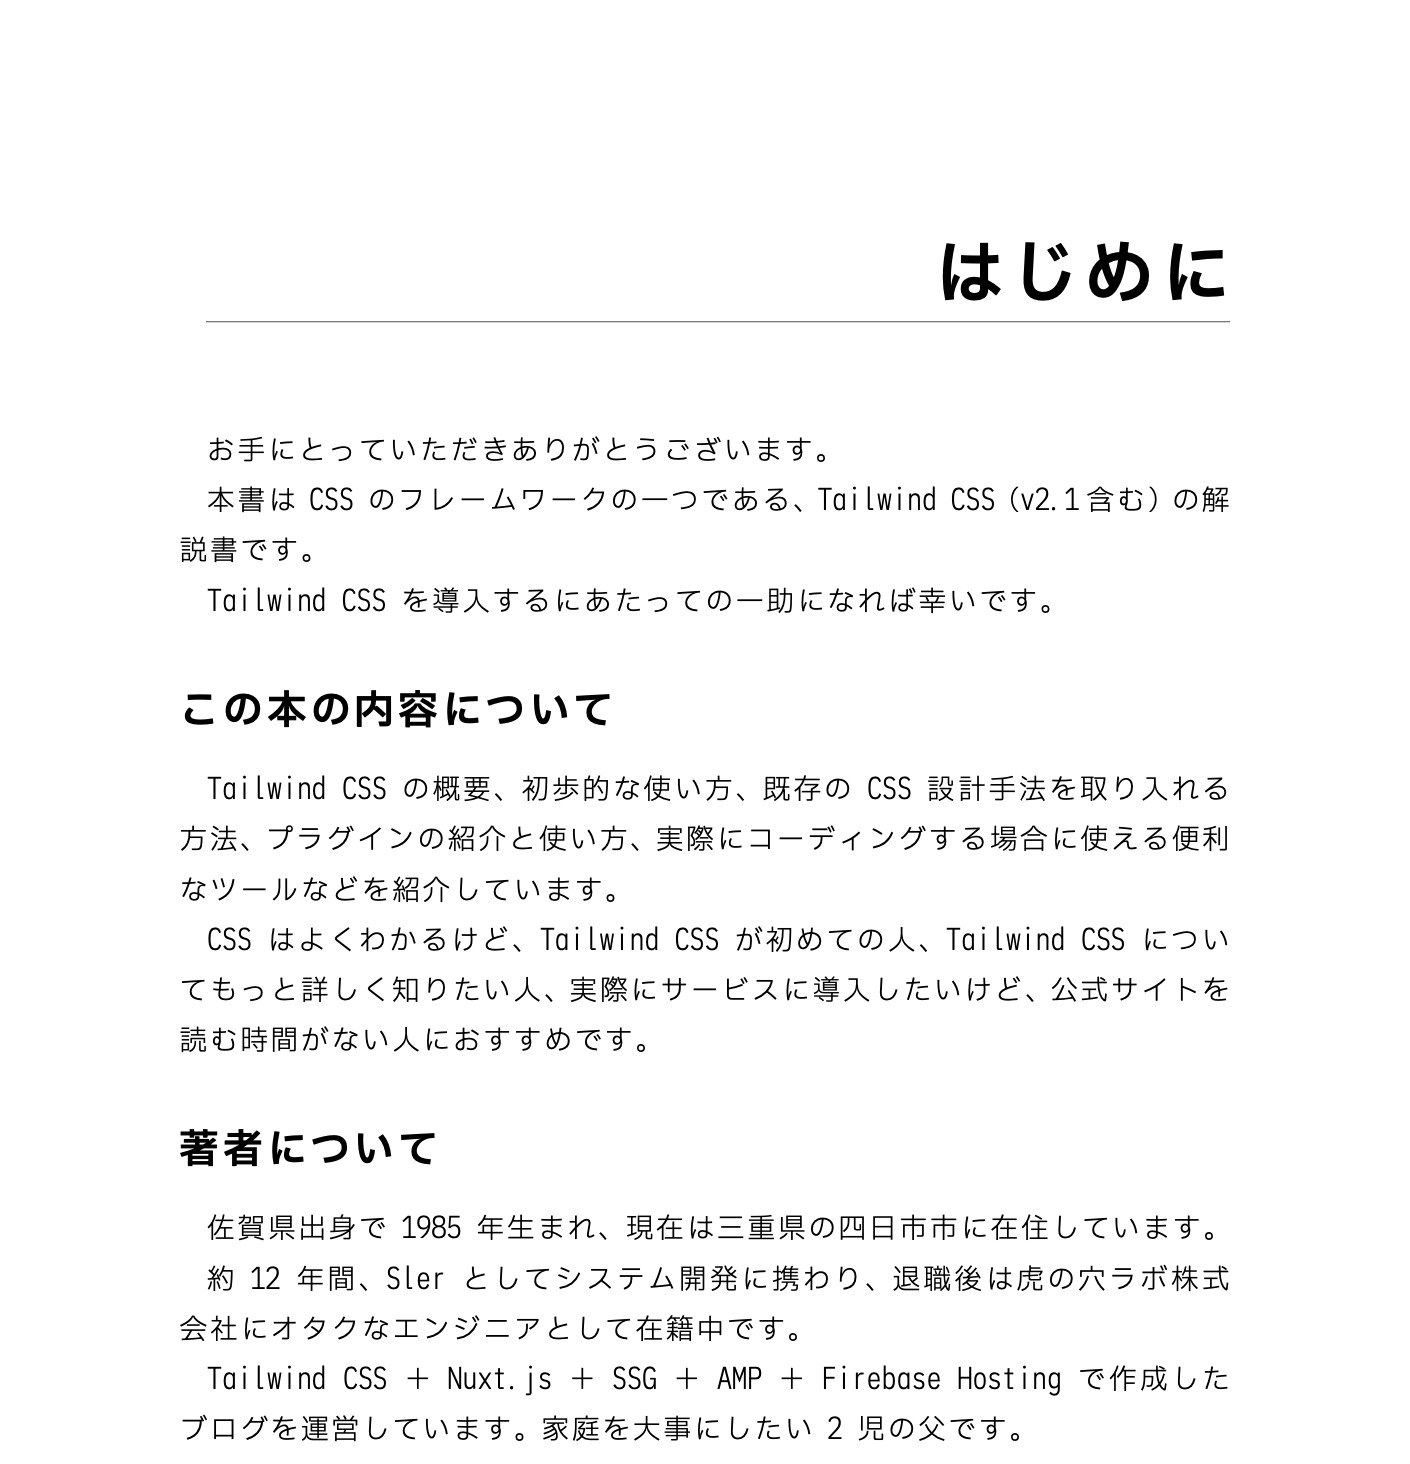 はじめに
お手にとっていただきありがとうございます。
本書は CSS のフレームワークの一つである、Tailwind CSS（v2.1含む）の解
説書です。
Tailwind CSS を導入するにあたっての一助になれば幸いです。
この本の内容について
Tailwind CSS の概要、初歩的な使い方、既存の CSS 設計手法を取り入れる
方法、プラグインの紹介と使い方、実際にコーディングする場合に使える便利
なツールなどを紹介しています。
CSS はよくわかるけど、Tailwind CSS が初めての人、Tailwind CSS につい
てもっと詳しく知りたい人、実際にサービスに導入したいけど、公式サイトを
読む時間がない人におすすめです。
著者について
佐賀県出身で 1985 年生まれ、現在は三重県の四日市市に在住しています。
約 12 年間、SIer としてシステム開発に携わり、退職後は虎の穴ラボ株式
会社にオタクなエンジニアとして在籍中です。
Tailwind CSS ＋ Nuxt.js ＋ SSG ＋ AMP ＋ Firebase Hosting で作成した
ブログを運営しています。家庭を大事にしたい 2 児の父です。